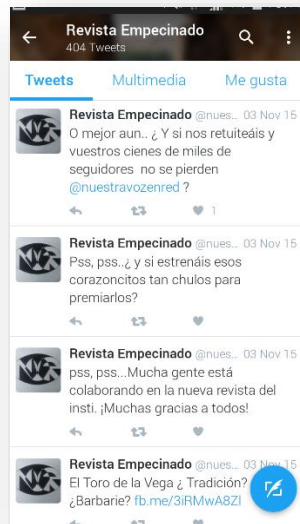 Revista Empecinado
404 Tweets
Tweets Multimedia Me gusta
Revista Empecinado @nues... 03 Nov 15
O mejor aun.. ¿ Y si nos retuiteáis y
vuestros cienes de miles de
seguidores no se pierden
@nuestravozenred ?
1
Revista Empecinado @nues... 03 Nov 15
Pss, pss..¿ y si estrenáis esos
corazoncitos tan chulos para
premiarlos?
Revista Empecinado @nues... 03 Nov 15
pss, pss...Mucha gente está
colaborando en la nueva revista del
insti. ¡Muchas gracias a todos!
Revista Empecinado @nues... 03 Nov 15
El Toro de la Vega ¿ Tradición?
¿Barbarie? fb.me/3iRMwA8Zl